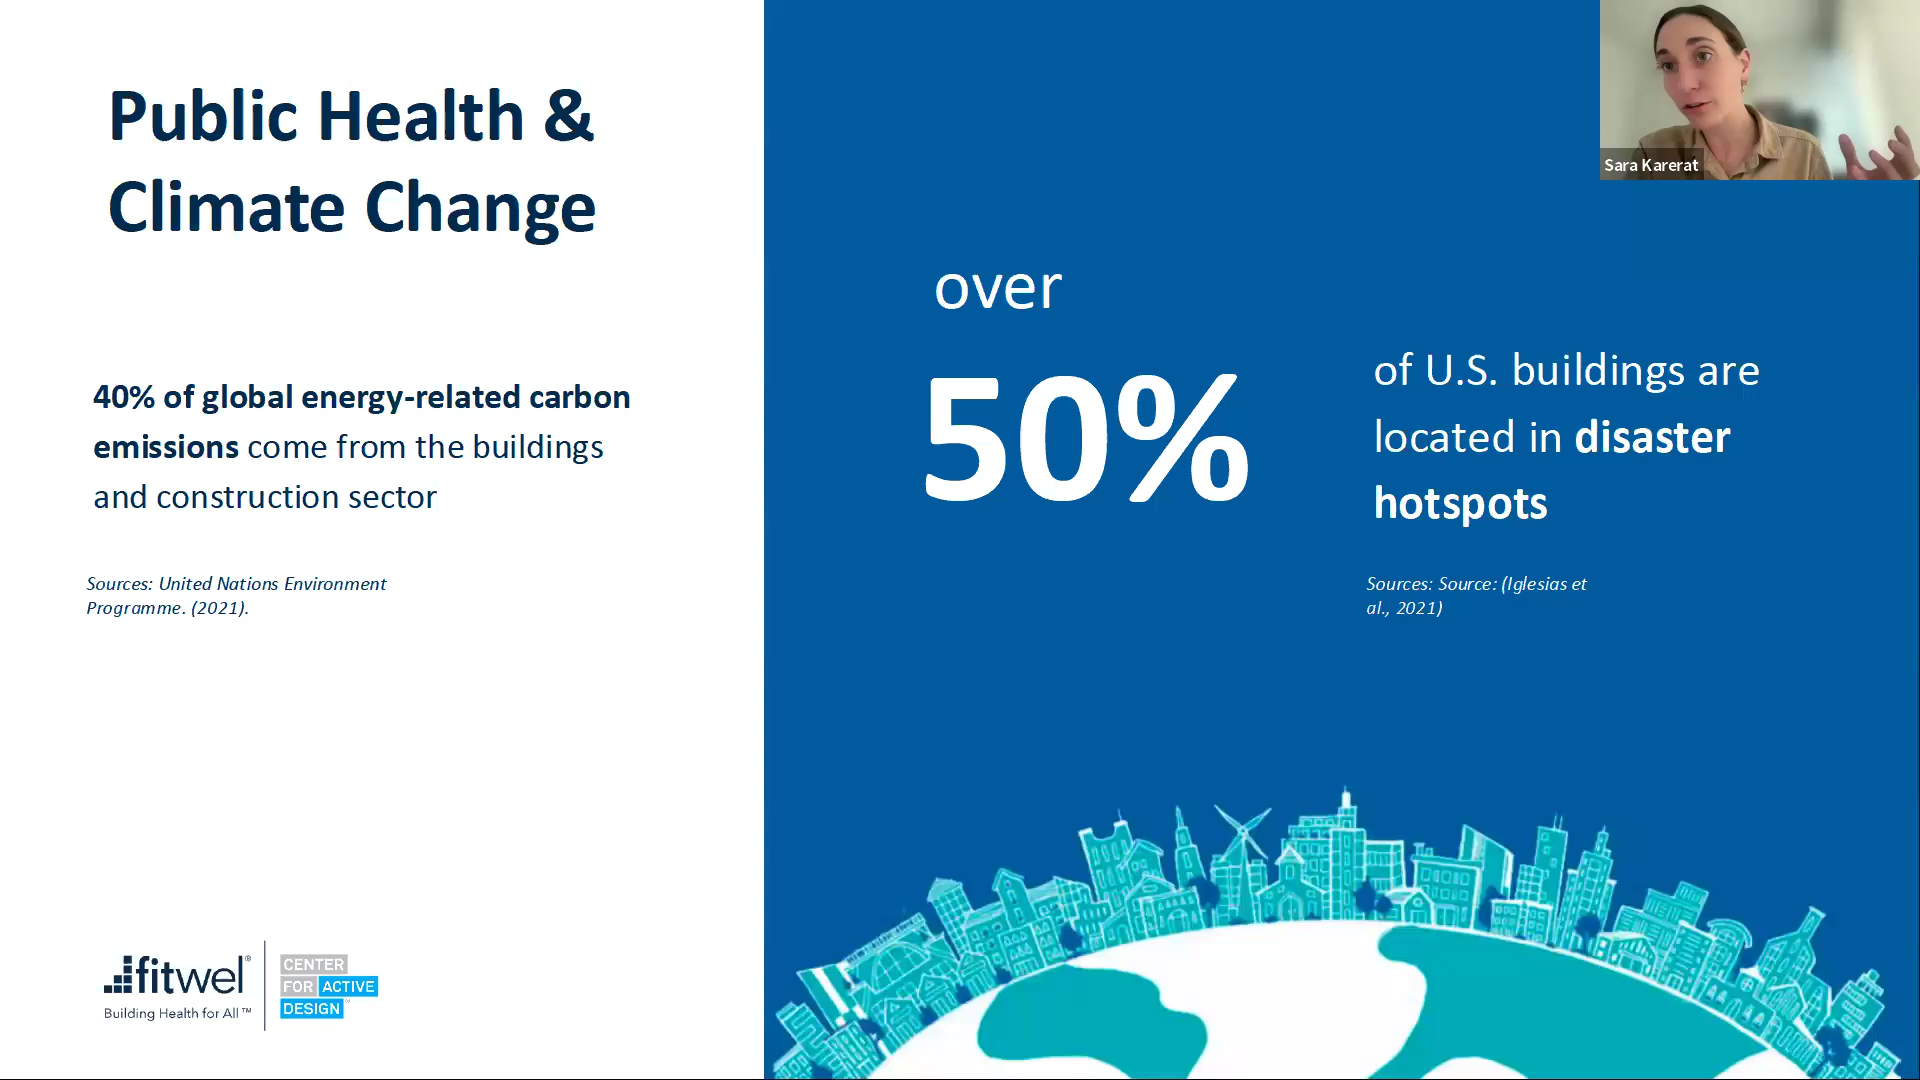 Public Health &
Climate Change
40% of global energy-related carbon
emissions come from the buildings
and construction sector
Sources: United Nations Environment
Programme. (2021).
fitwel®
Building Health for All™
CENTER
FOR ACTIVE
DESIGN™
over
50%
of U.S. buildings are
located in disaster
hotspots
Sources: Source: (Iglesias et
al., 2021)
Sara Karerat